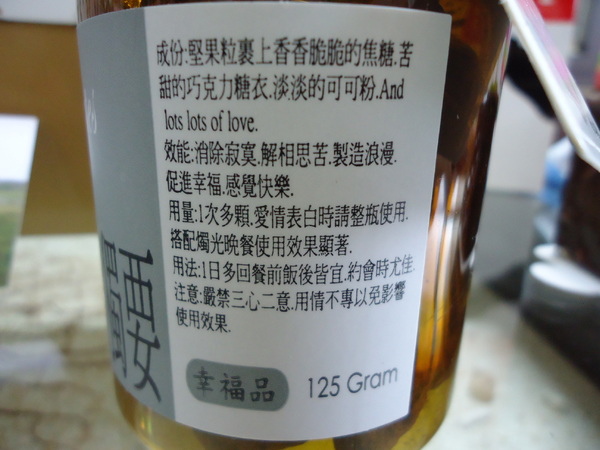 成份:堅果粒裹上香香脆脆的焦糖.苦
甜的巧克力糖衣.淡淡的可可粉.And
lots lots of love.
效能:消除寂寞.解相思苦.製造浪漫.
促進幸福.感覺快樂.
用量:1次多顆.愛情表白時請整瓶使用.
搭配燭光晚餐使用效果顯著.
用法:1日多回餐前飯後皆宜.約會時尤佳.
注意:嚴禁三心二意.用情不專以免影響
使用效果.
幸福品
125 Gram